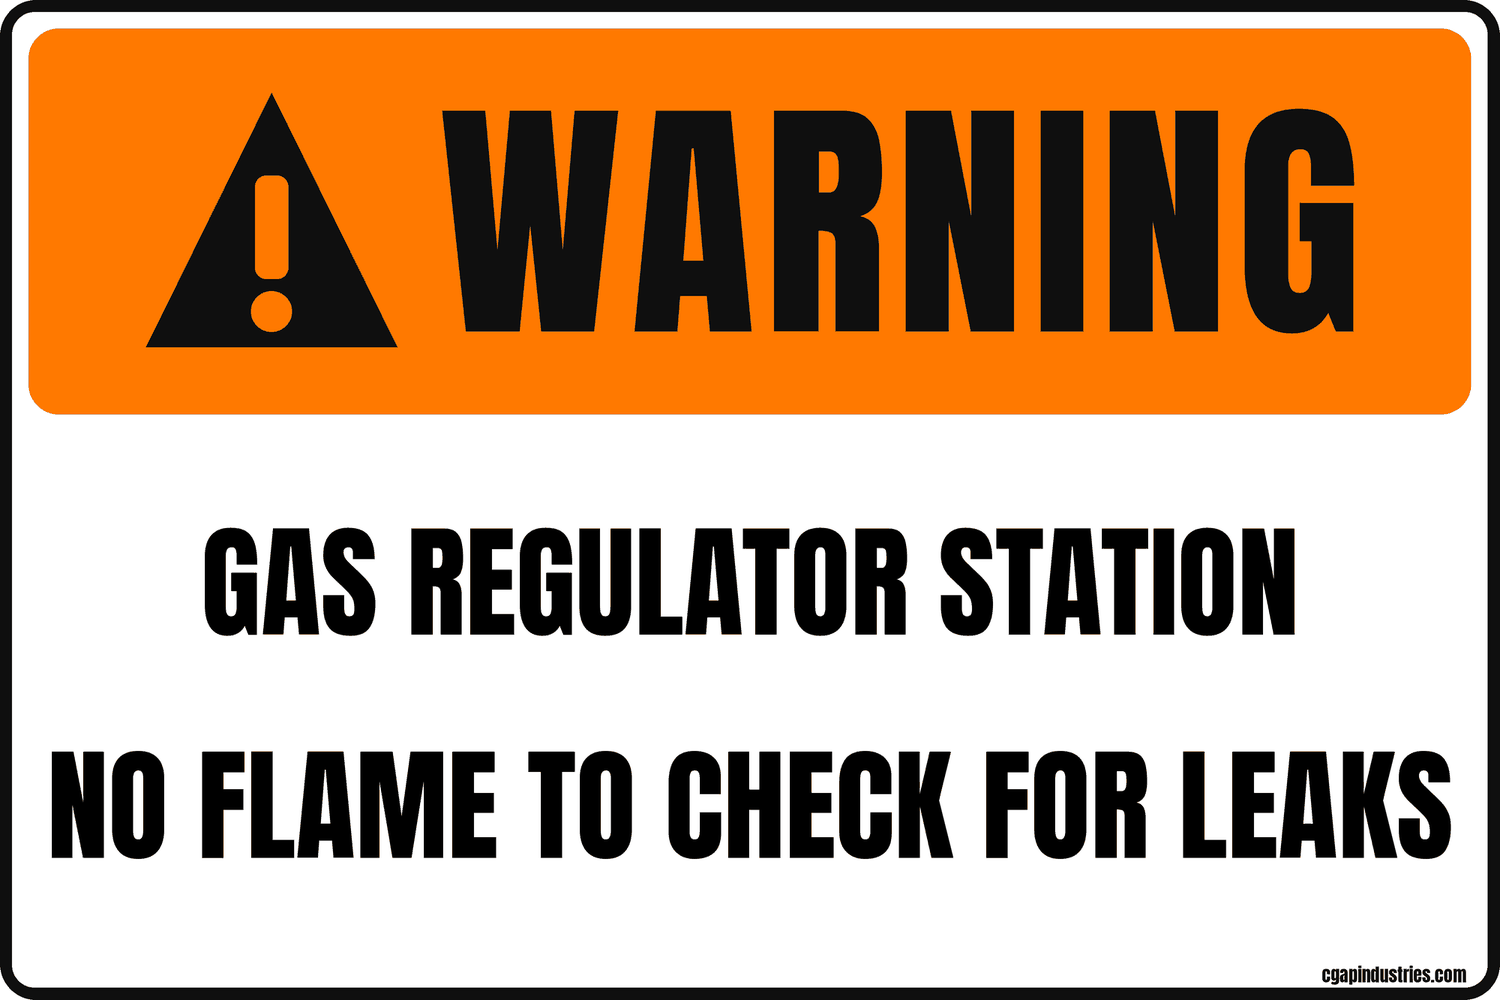 WARNING
GAS REGULATOR STATION
NO FLAME TO CHECK FOR LEAKS
cgapindustries.com